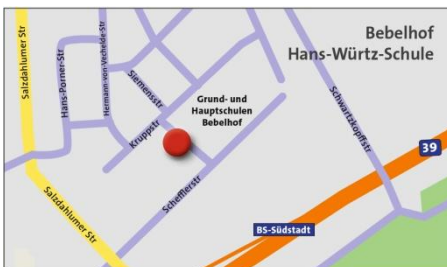 Bebelhof
Hans-Würtz-Schule
Salzdahlumer Str
Hans-Porner-Str
Hermann-von-Vechelde-Str
Siemensstr
Kruppstr
Grund- und
Hauptschulen
Bebelhof
Schwartzkopffstr
39
Schefflerstr
Salzdahlumer Str
BS-Südstadt